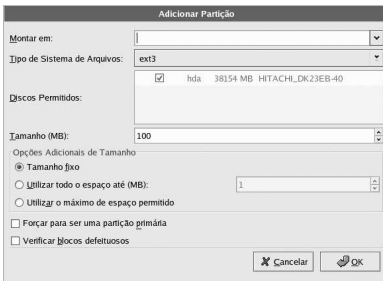 Adicionar Partição
Montar em:
Tipo de Sistema de Arquivos: ext3
hda 38154 MB HITACHI_DK23EB-40
Discos Permitidos:
Tamanho (MB): 100
Opções Adicionais de Tamanho
Tamanho fixo
Utilizar todo o espaço até (MB): 1
Utilizar o máximo de espaço permitido
Forçar para ser uma partição primária
Verificar blocos defeituosos
Cancelar OK